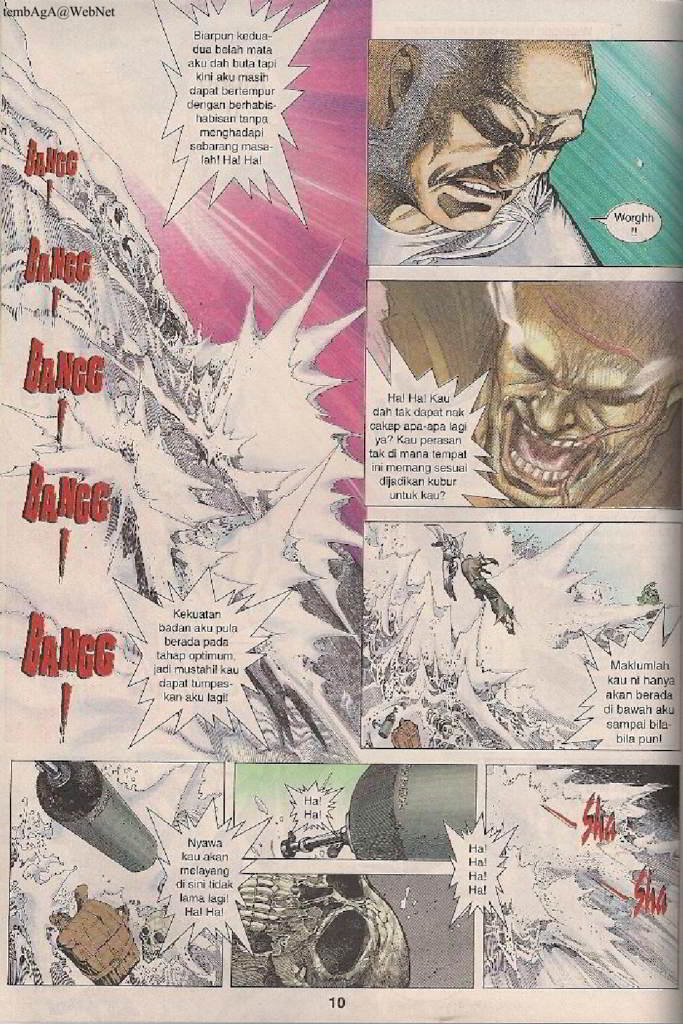 tembAgA@WebNet
Biarpun kedua-
dua belah mata
aku dah buta tapi
kini aku masih
dapat bertempur
dengan berhabis-
habisan tanpa
menghadapi
sebarang masa-
lah! Ha! Ha!
BANGG
!
BANGG
!
BANGG
!
BANGG
!
BANGG
!
Worghh
!!
Ha! Ha! Kau
dah tak dapat nak
cakap apa-apa lagi
ya? Kau perasan
tak di mana tempat
ini memang sesuai
dijadikan kubur
untuk kau?
Kekuatan
badan aku pula
berada pada
tahap optimum,
jadi mustahil kau
dapat tumpas-
kan aku lagi!
Maklumlah
kau ni hanya
akan berada
di bawah aku
sampai bila-
bila pun!
Nyawa
kau akan
melayang
di sini tidak
lama lagi!
Ha! Ha!
Ha!
Ha!
Ha!
Ha!
Ha!
Ha!
Sha
Sha
10